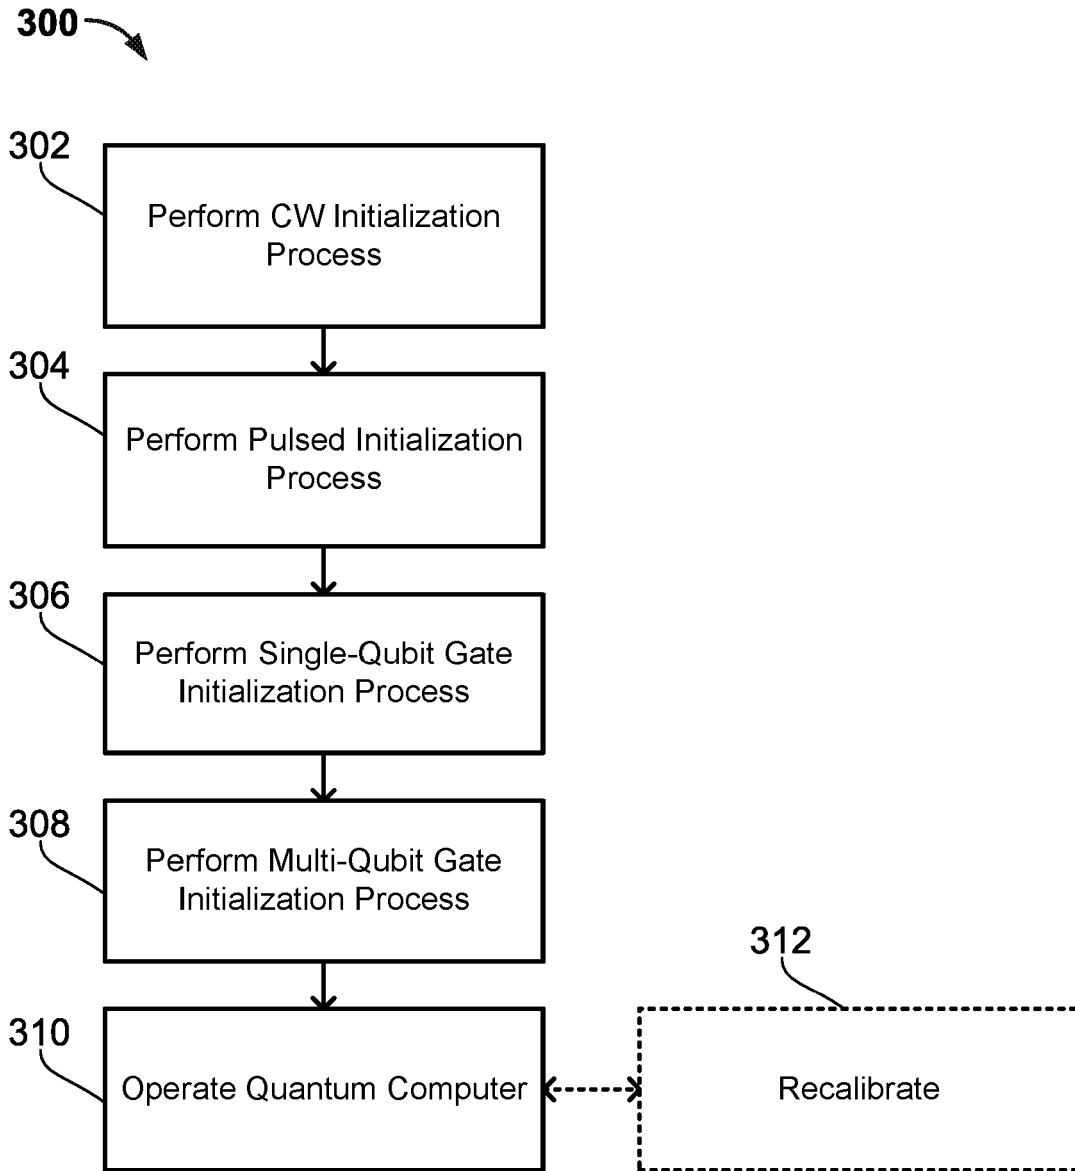 300
302
Perform CW Initialization
Process
304
Perform Pulsed Initialization
Process
306
Perform Single-Qubit Gate
Initialization Process
308
Perform Multi-Qubit Gate
Initialization Process
312
310
Operate Quantum Computer
Recalibrate